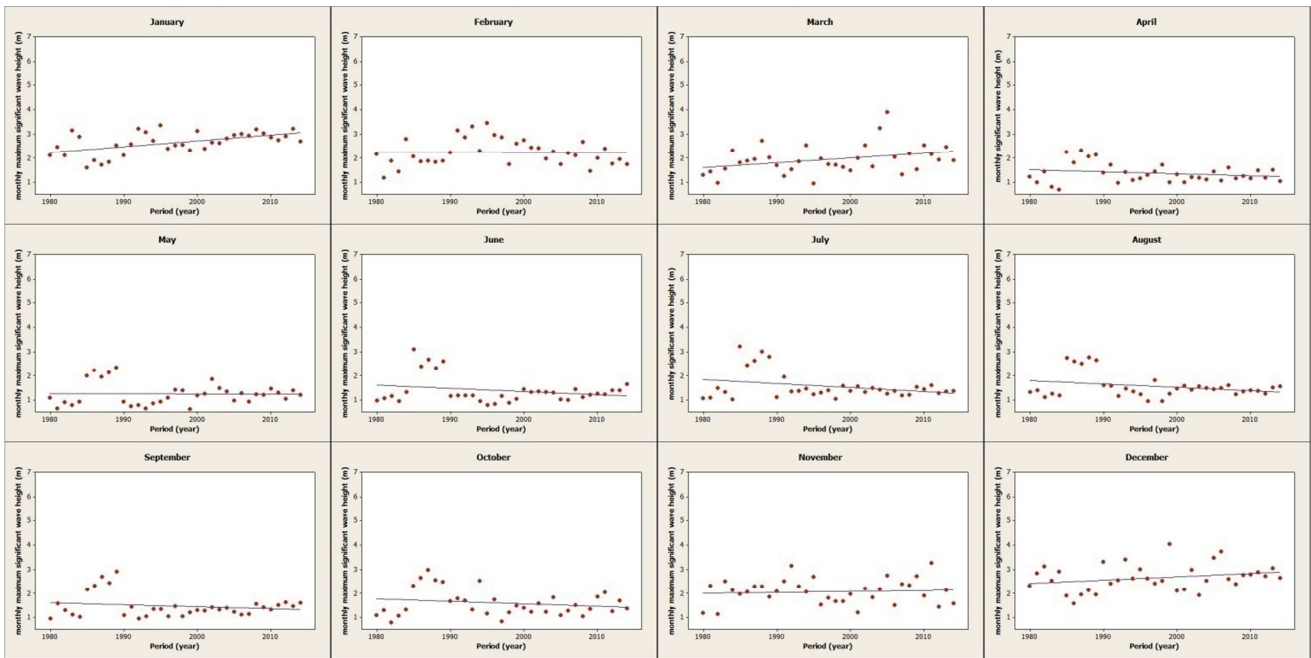 January
monthly maximum significant wave height (m)
7
6
5
4
3
2
1
1980 1990 2000 2010
Period (year)
February
monthly maximum significant wave height (m)
7
6
5
4
3
2
1
1980 1990 2000 2010
Period (year)
March
monthly maximum significant wave height (m)
7
6
5
4
3
2
1
1980 1990 2000 2010
Period (year)
April
monthly significant wave height (m)
7
6
5
4
3
2
1
1980 1990 2000 2010
Period (year)
May
monthly maximum significant wave height (m)
7
6
5
4
3
2
1
1980 1990 2000 2010
Period (year)
June
monthly maximum significant wave height (m)
7
6
5
4
3
2
1
1980 1990 2000 2010
Period (year)
July
monthly maximum significant wave height (m)
7
6
5
4
3
2
1
1980 1990 2000 2010
Period (year)
August
monthly maximum significant wave height (m)
7
6
5
4
3
2
1
1980 1990 2000 2010
Period (year)
September
monthly maximum significant wave height (m)
7
6
5
4
3
2
1
1980 1990 2000 2010
Period (year)
October
monthly maximum significant wave height (m)
7
6
5
4
3
2
1
1980 1990 2000 2010
Period (year)
November
monthly maximum significant wave height (m)
7
6
5
4
3
2
1
1980 1990 2000 2010
Period (year)
December
monthly maximum significant wave height (m)
7
6
5
4
3
2
1
1980 1990 2000 2010
Period (year)